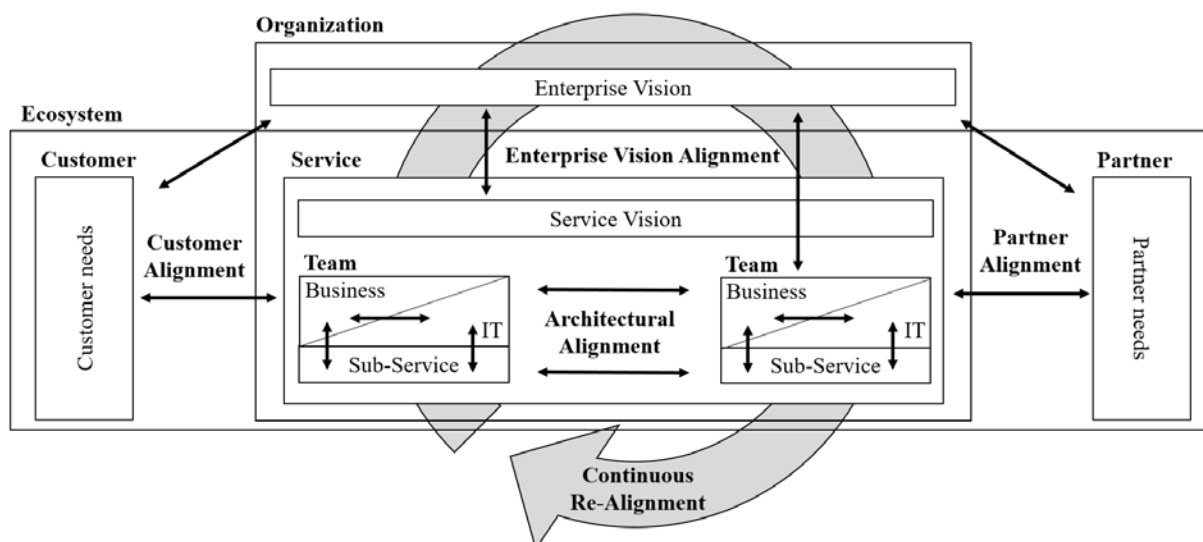 Organization
Enterprise Vision
Ecosystem
Customer
Service
Enterprise Vision Alignment
Partner
Service Vision
Customer needs
Customer
Alignment
Team
Business
IT
Sub-Service
Architectural
Alignment
Team
Business
IT
Sub-Service
Partner
Alignment
Partner needs
Continuous
Re-Alignment